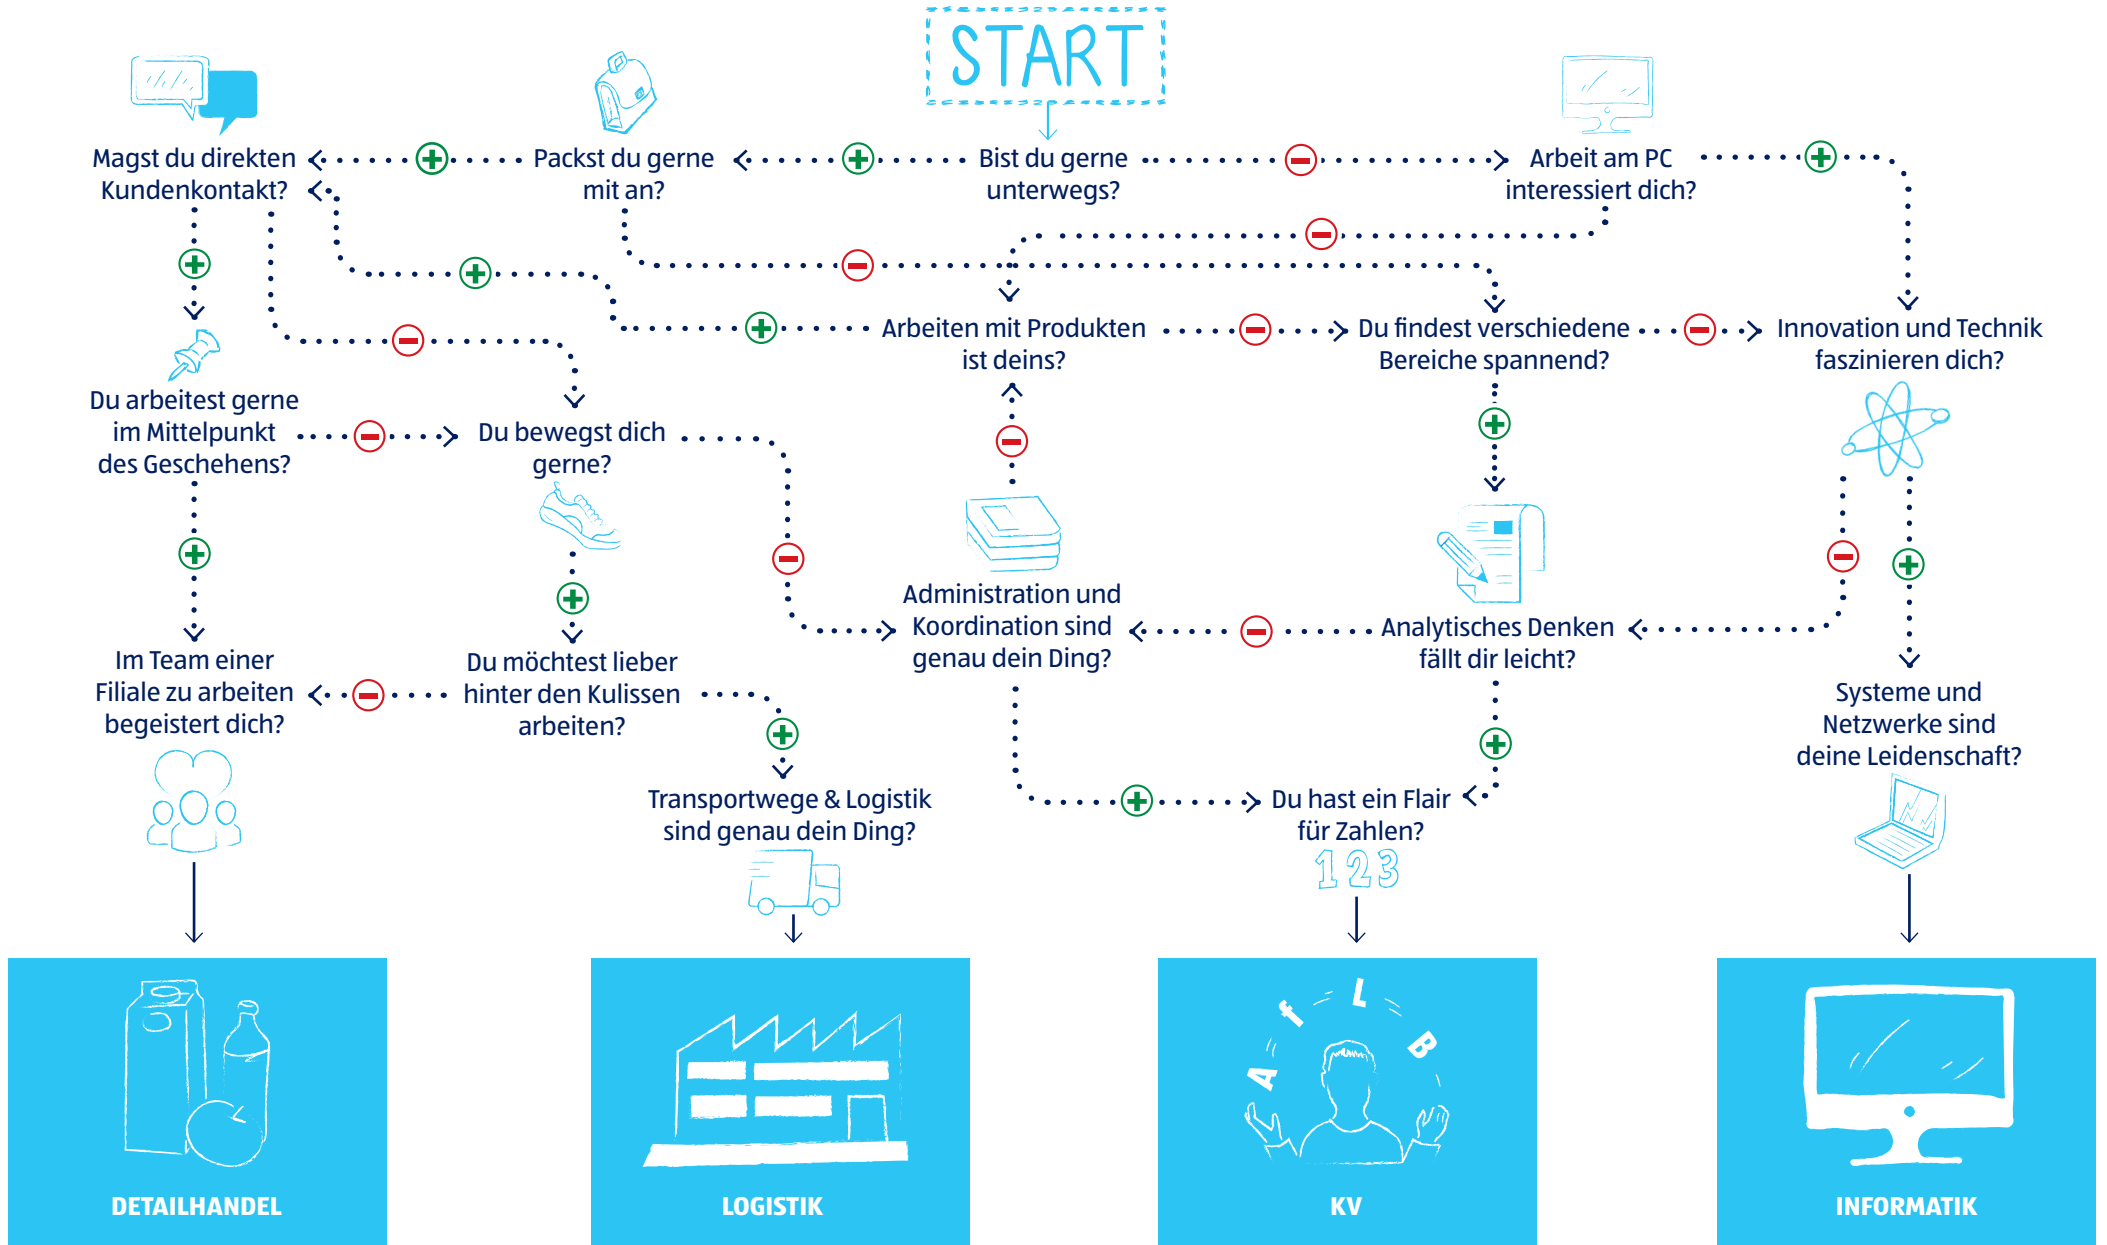 START
Magst du direkten
Kundenkontakt?
Packst du gerne
mit an?
Bist du gerne
unterwegs?
Arbeit am PC
interessiert dich?
Arbeiten mit Produkten
ist deins?
Du findest verschiedene
Bereiche spannend?
Innovation und Technik
faszinieren dich?
Du arbeitest gerne
im Mittelpunkt
des Geschehens?
Du bewegst dich
gerne?
Administration und
Koordination sind
genau dein Ding?
Analytisches Denken
fällt dir leicht?
Im Team einer
Filiale zu arbeiten
begeistert dich?
Du möchtest lieber
hinter den Kulissen
arbeiten?
Systeme und
Netzwerke sind
deine Leidenschaft?
Transportwege & Logistik
sind genau dein Ding?
Du hast ein Flair
für Zahlen?
123
A f L B
DETAILHANDEL
LOGISTIK
KV
INFORMATIK